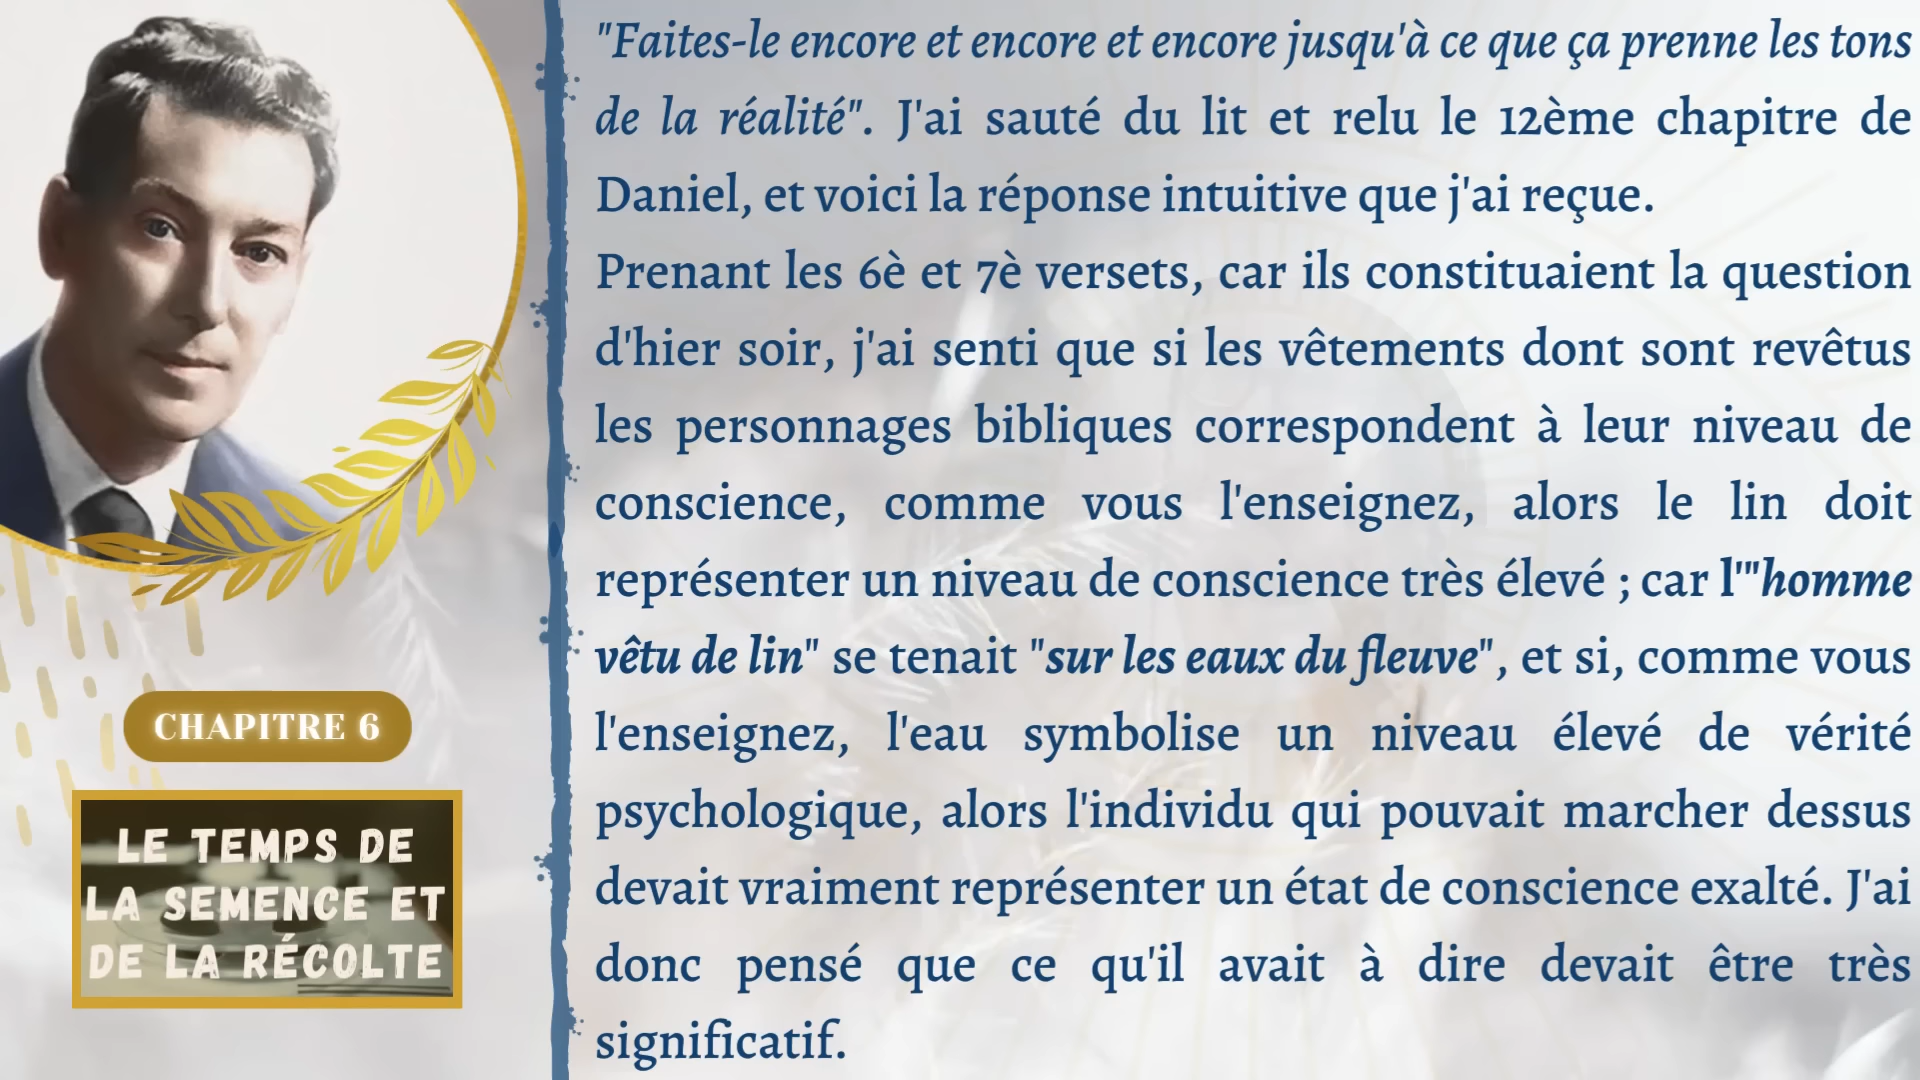 "Faites-le encore et encore et encore jusqu'à ce que ça prenne les tons
de la réalité". J'ai sauté du lit et relu le 12ème chapitre de
Daniel, et voici la réponse intuitive que j'ai reçue.
Prenant les 6è et 7è versets, car ils constituaient la question
d'hier soir, j'ai senti que si les vêtements dont sont revêtus
les personnages bibliques correspondent à leur niveau de
conscience, comme vous l'enseignez, alors le lin doit
représenter un niveau de conscience très élevé ; car l'"homme
vêtu de lin" se tenait "sur les eaux du fleuve", et si, comme vous
l'enseignez, l'eau symbolise un niveau élevé de vérité
psychologique, alors l'individu qui pouvait marcher dessus
devait vraiment représenter un état de conscience exalté. J'ai
donc pensé que ce qu'il avait à dire devait être très
significatif.
CHAPITRE 6
LE TEMPS DE
LA SEMENCE ET
DE LA RÉCOLTE